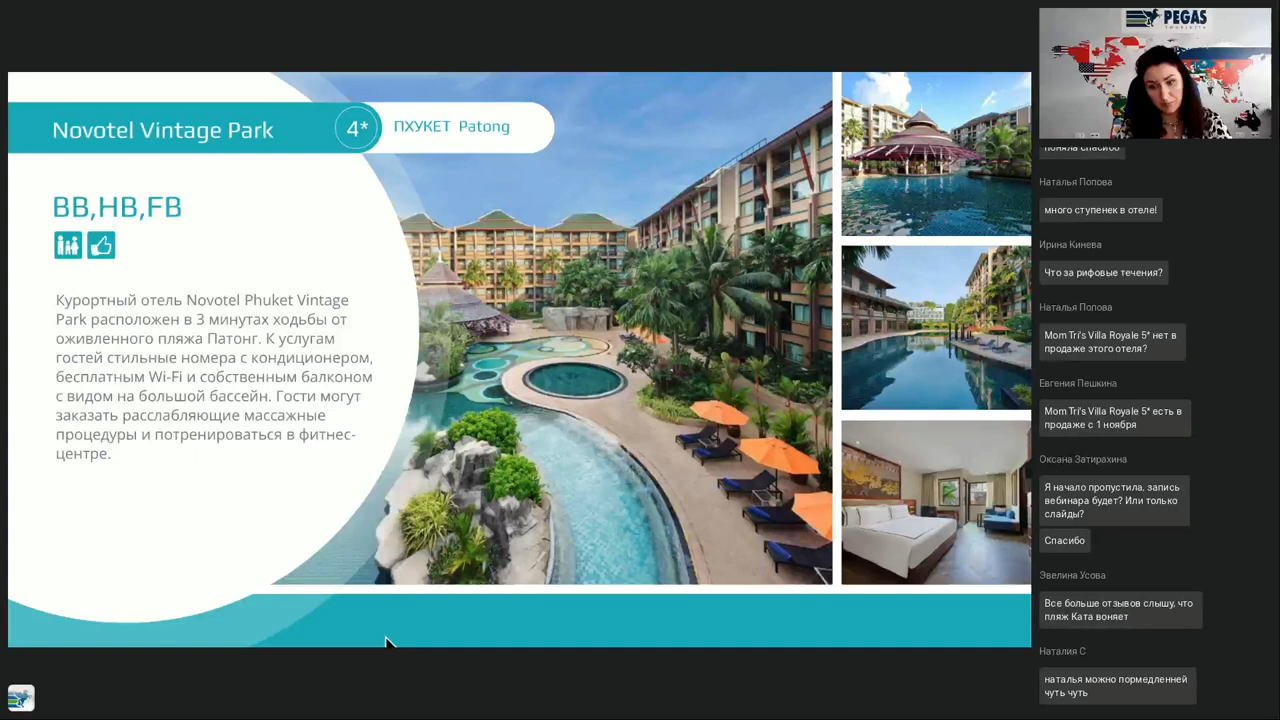 Novotel Vintage Park
4*
ПХУКЕТ Patong
BB,HB,FB
Курортный отель Novotel Phuket Vintage
Park расположен в 3 минутах ходьбы от
оживленного пляжа Патонг. К услугам
гостей стильные номера с кондиционером,
бесплатным Wi-Fi и собственным балконом
с видом на большой бассейн. Гости могут
заказать расслабляющие массажные
процедуры и потренироваться в фитнес-
центре.
PEGAS
TOURISTIK
поняла спасибо
Наталья Попова
много ступенек в отеле!
Ирина Кинева
Что за рифовые течения?
Наталья Попова
Mom Tri's Villa Royale 5* нет в
продаже этого отеля?
Евгения Пешкина
Mom Tri's Villa Royale 5* есть в
продаже с 1 ноября
Оксана Затирахина
Я начало пропустила, запись
вебинара будет? Или только
слайды?
Спасибо
Эвелина Усова
Все больше отзывов слышу, что
пляж Ката воняет
Наталия С
наталья можно пормедленней
чуть чуть